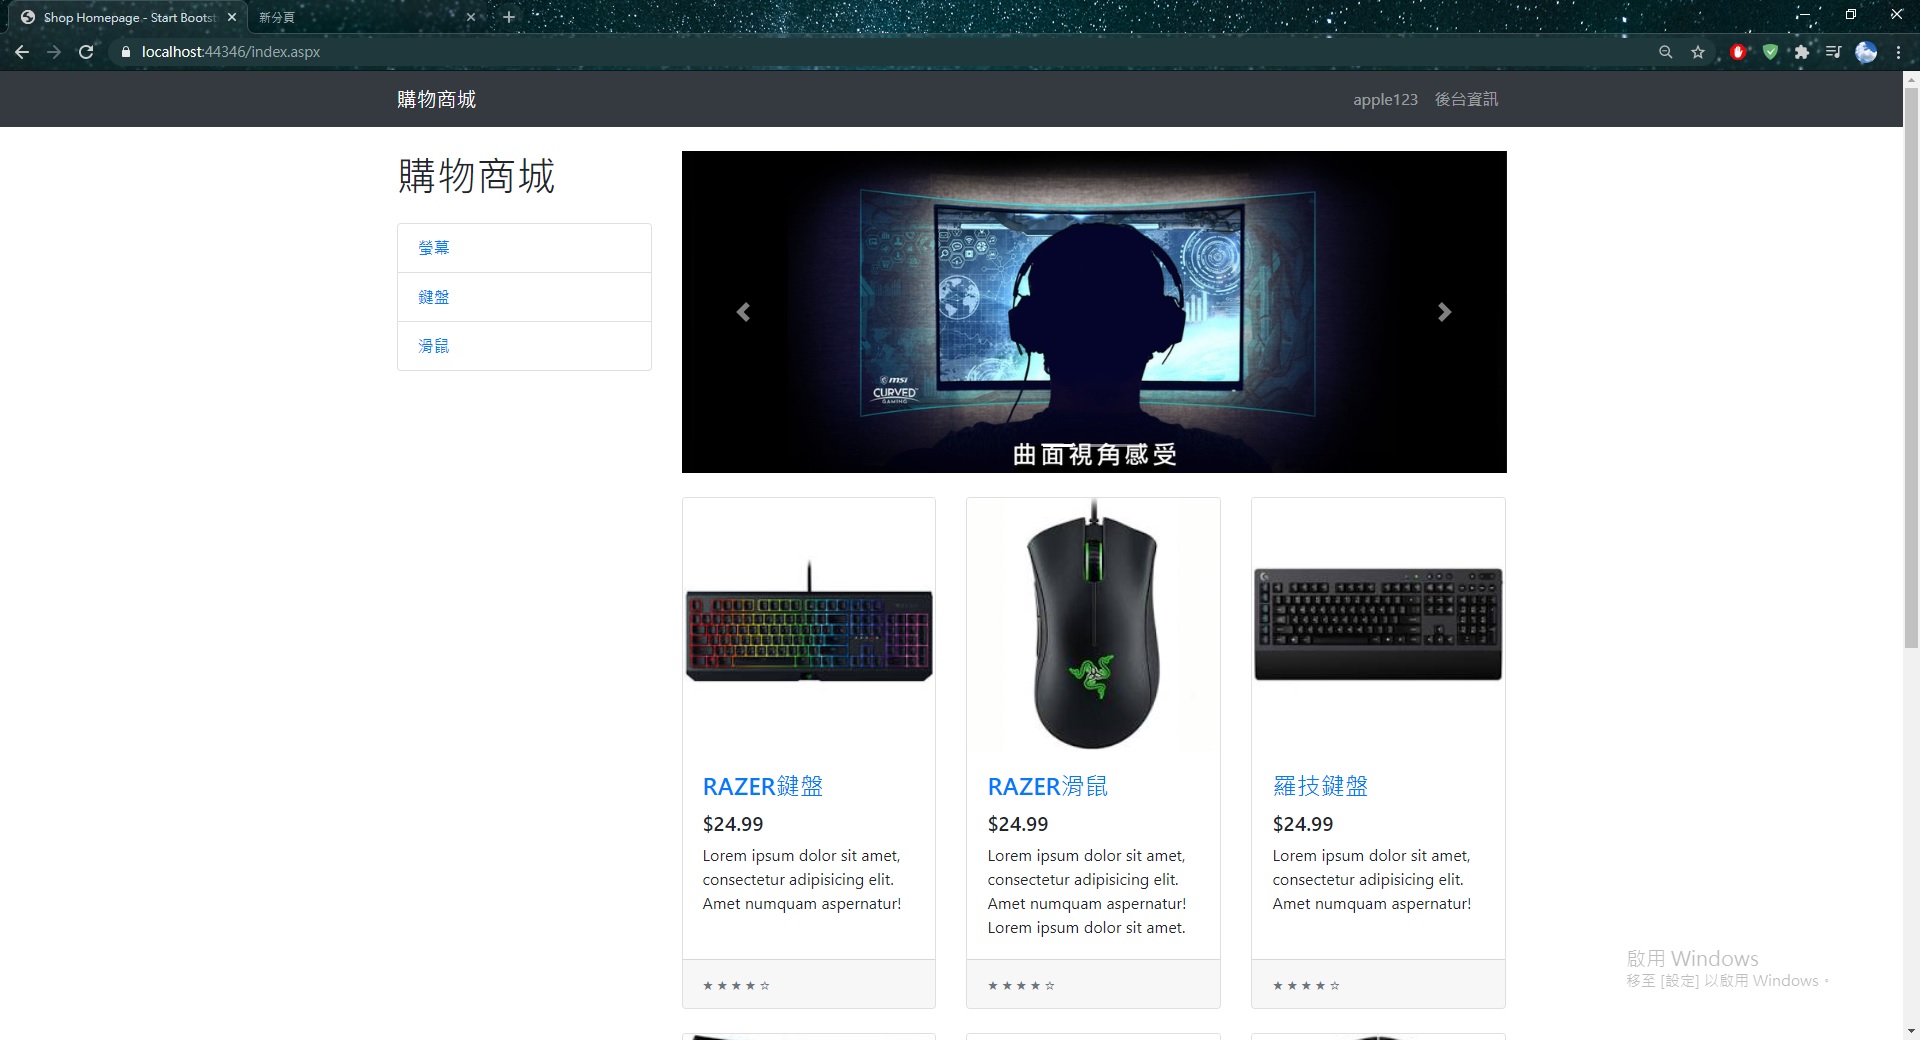 Shop Homepage - Start Bootst
新分頁
localhost:44346/index.aspx
購物商城
apple123 後台資訊
購物商城
螢幕
鍵盤
滑鼠
msi
CURVED
GAMING
曲面視角感受
RAZER鍵盤
$24.99
Lorem ipsum dolor sit amet,
consectetur adipisicing elit.
Amet numquam aspernatur!
★ ★ ★ ★ ☆
RAZER滑鼠
$24.99
Lorem ipsum dolor sit amet,
consectetur adipisicing elit.
Amet numquam aspernatur!
Lorem ipsum dolor sit amet.
★ ★ ★ ★ ☆
羅技鍵盤
$24.99
Lorem ipsum dolor sit amet,
consectetur adipisicing elit.
Amet numquam aspernatur!
★ ★ ★ ★ ☆
啟用 Windows
移至 [設定] 以啟用 Windows。